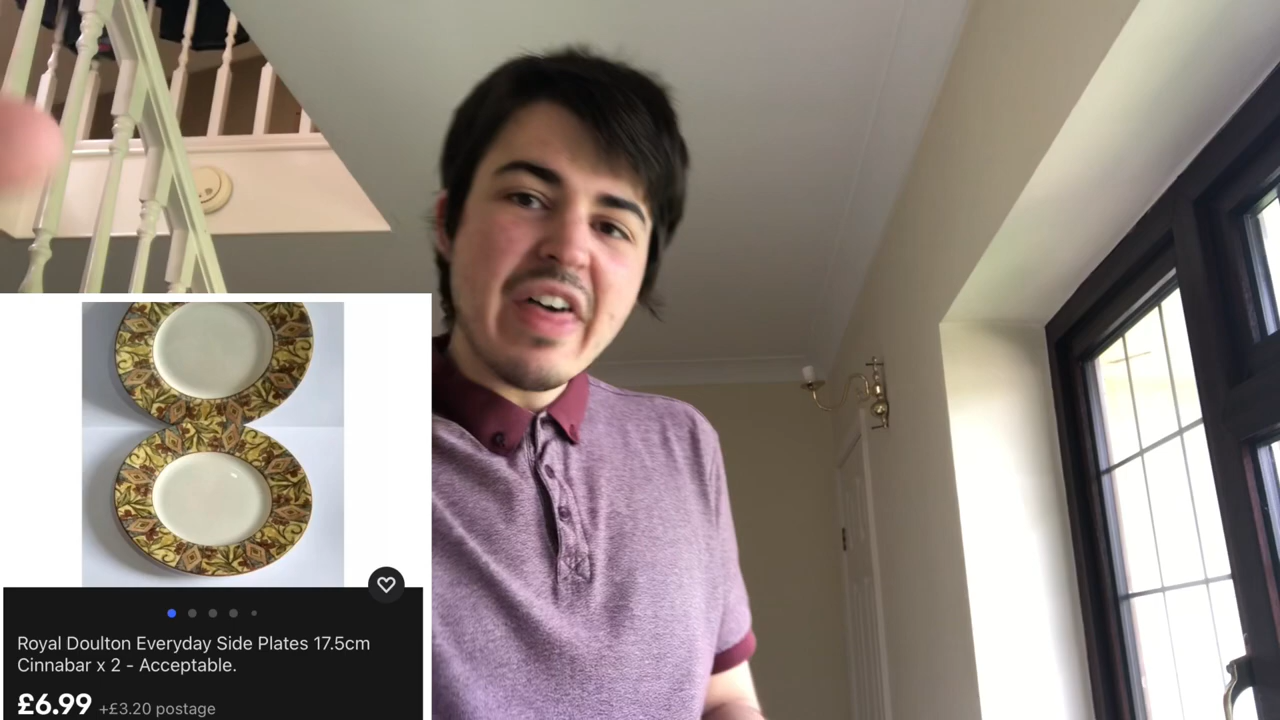 Royal Doulton Everyday Side Plates 17.5cm
Cinnabar x 2 - Acceptable.
£6.99 +£3.20 postage